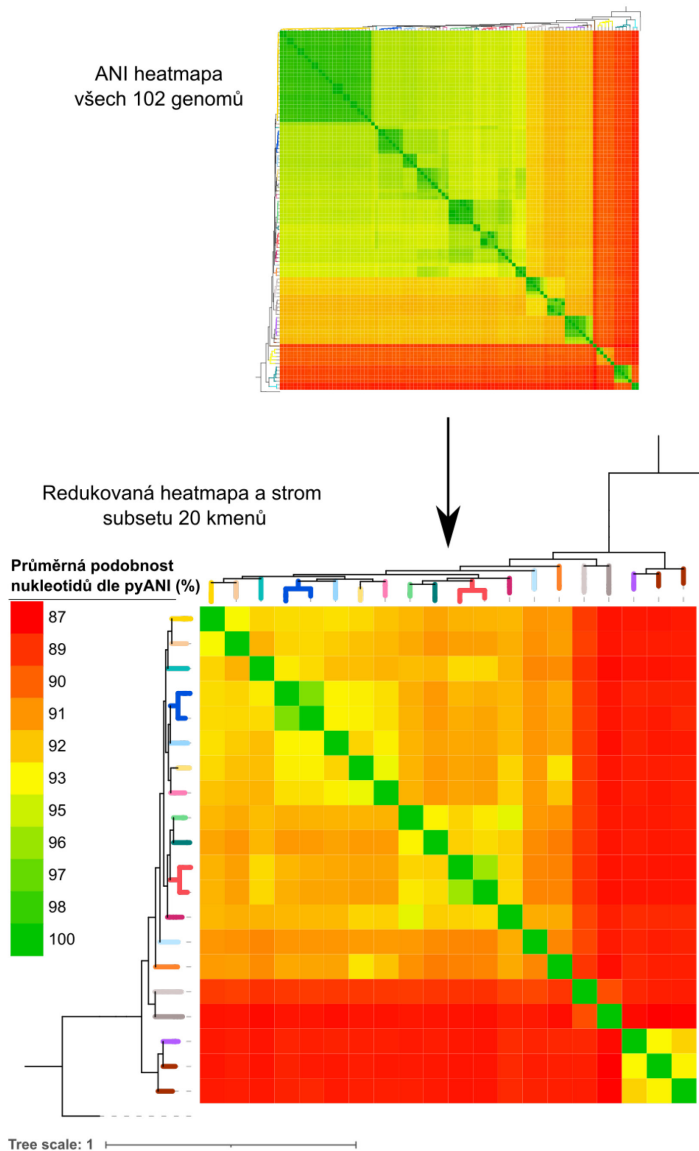 ANI heatmapa
všech 102 genomů
Redukovaná heatmapa a strom
subsetu 20 kmenů
Průměrná podobnost
nukleotidů dle pyANI (%)
87
89
90
91
92
93
95
96
97
98
100
Tree scale: 1